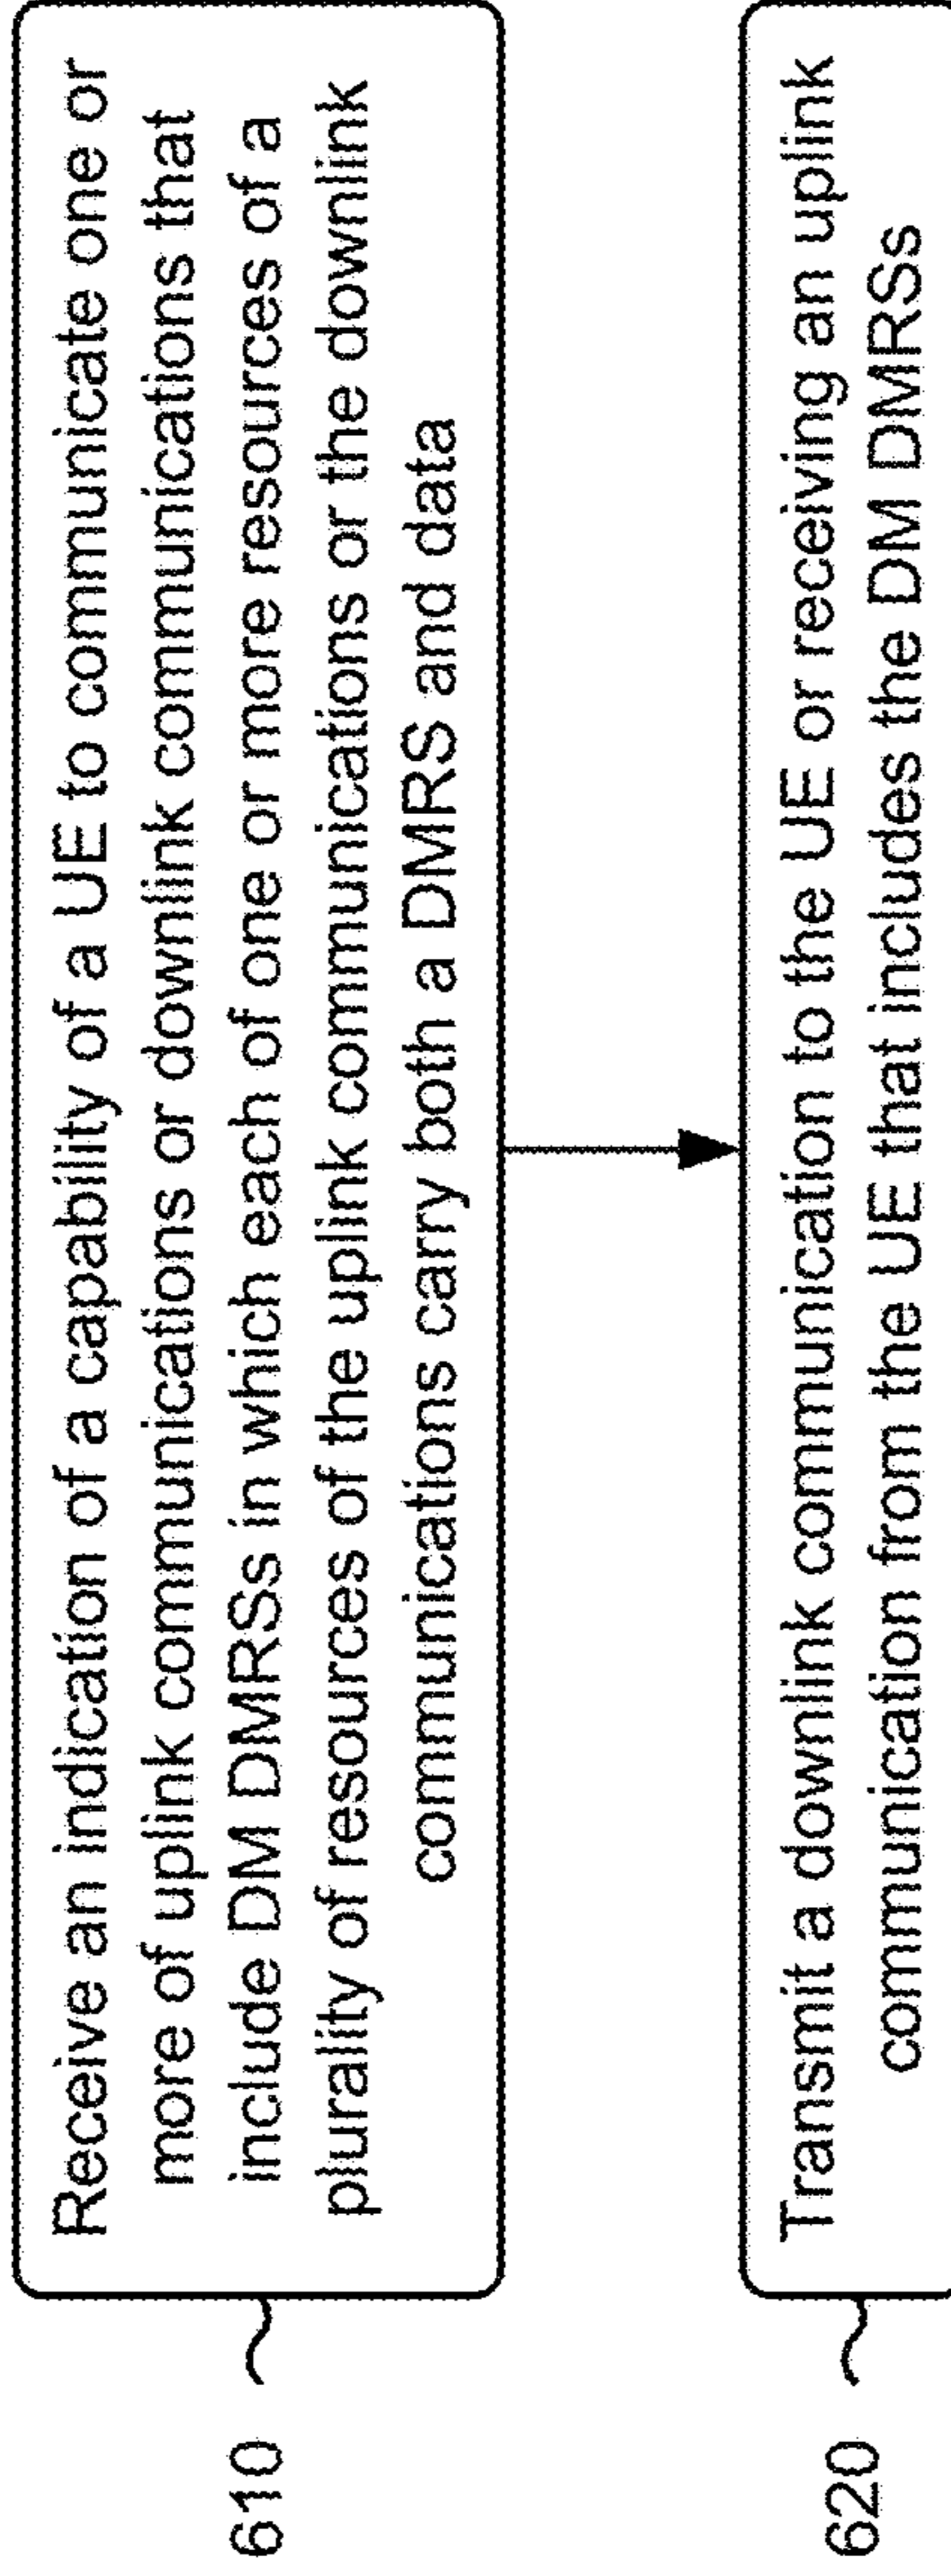 610
Receive an indication of a capability of a UE to communicate one or
more of uplink communications or downlink communications that
include DM DMRSs in which each of one or more resources of a
plurality of resources of the uplink communications or the downlink
communications carry both a DMRS and data
620
Transmit a downlink communication to the UE or receiving an uplink
communication from the UE that includes the DM DMRSs